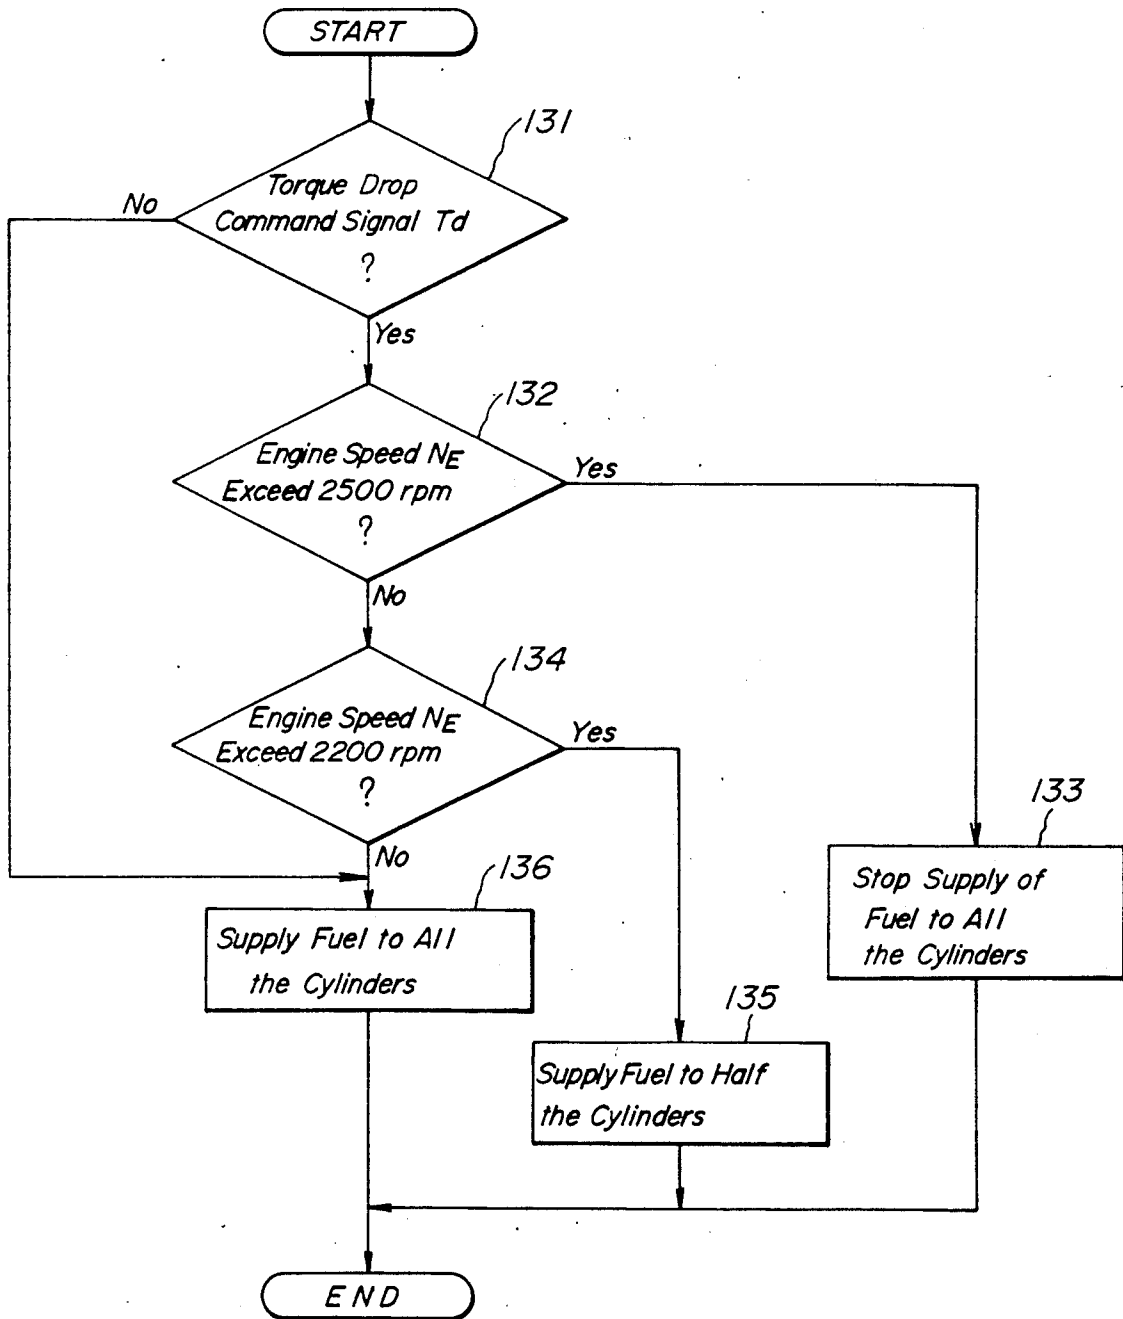 START
131
Torque Drop
Command Signal Td
?
No
Yes
132
Engine Speed NE
Exceed 2500 rpm
?
Yes
No
134
Engine Speed NE
Exceed 2200 rpm
?
Yes
No
133
Stop Supply of
Fuel to All
the Cylinders
136
Supply Fuel to All
the Cylinders
135
Supply Fuel to Half
the Cylinders
END